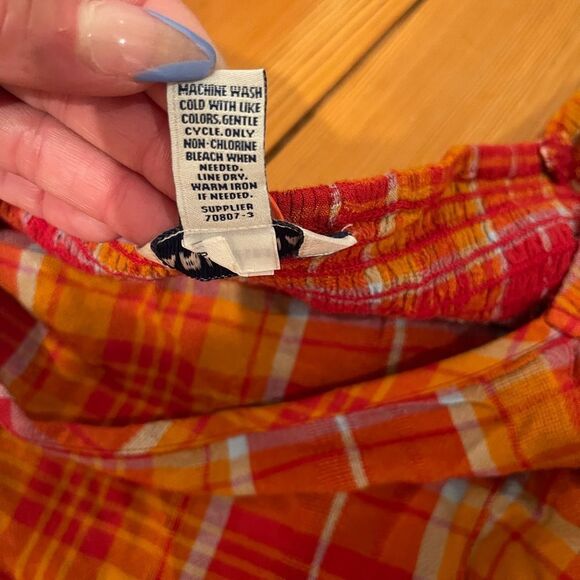 MACHINE WASH
COLD WITH LIKE
COLORS, GENTLE
CYCLE. ONLY
NON-CHLORINE
BLEACH WHEN
NEEDED.
LINE DRY.
WARM IRON
IF NEEDED.
SUPPLIER
70807-3